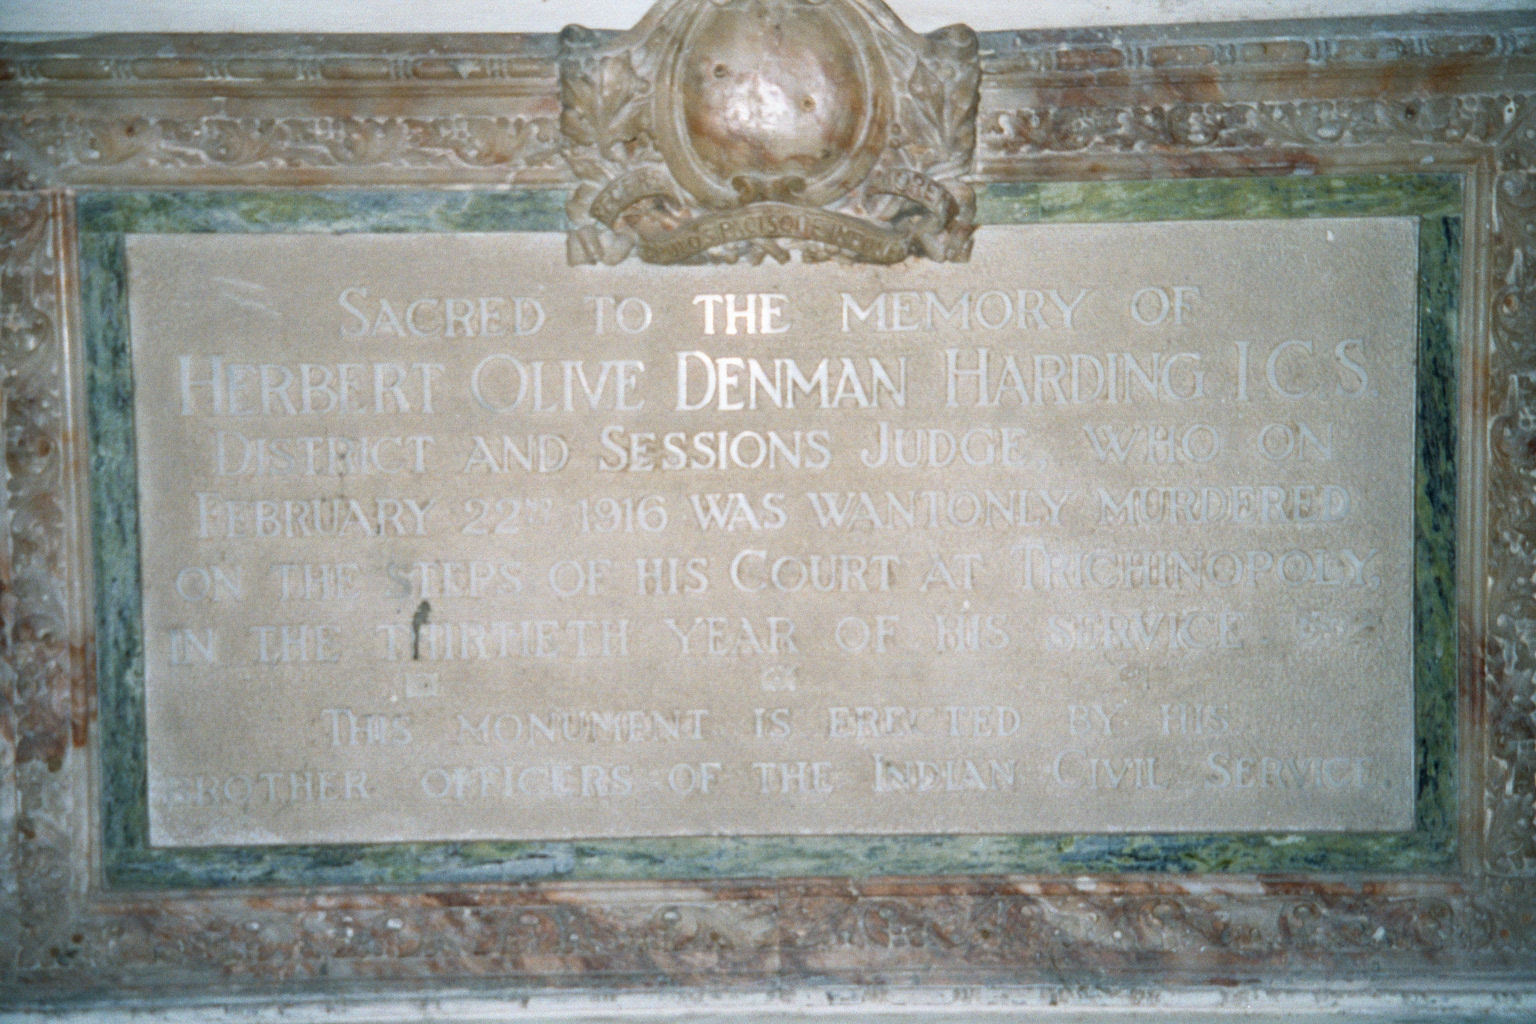 SACRED TO THE MEMORY OF
HERBERT OLIVE DENMAN HARDING I.C.S.
DISTRICT AND SESSIONS JUDGE, WHO ON
FEBRUARY 22ND 1916 WAS WANTONLY MURDERED
ON THE STEPS OF HIS COURT AT TRICHINOPOLY,
IN THE THIRTIETH YEAR OF HIS SERVICE
THIS MONUMENT IS ERECTED BY HIS
BROTHER OFFICERS OF THE INDIAN CIVIL SERVICE